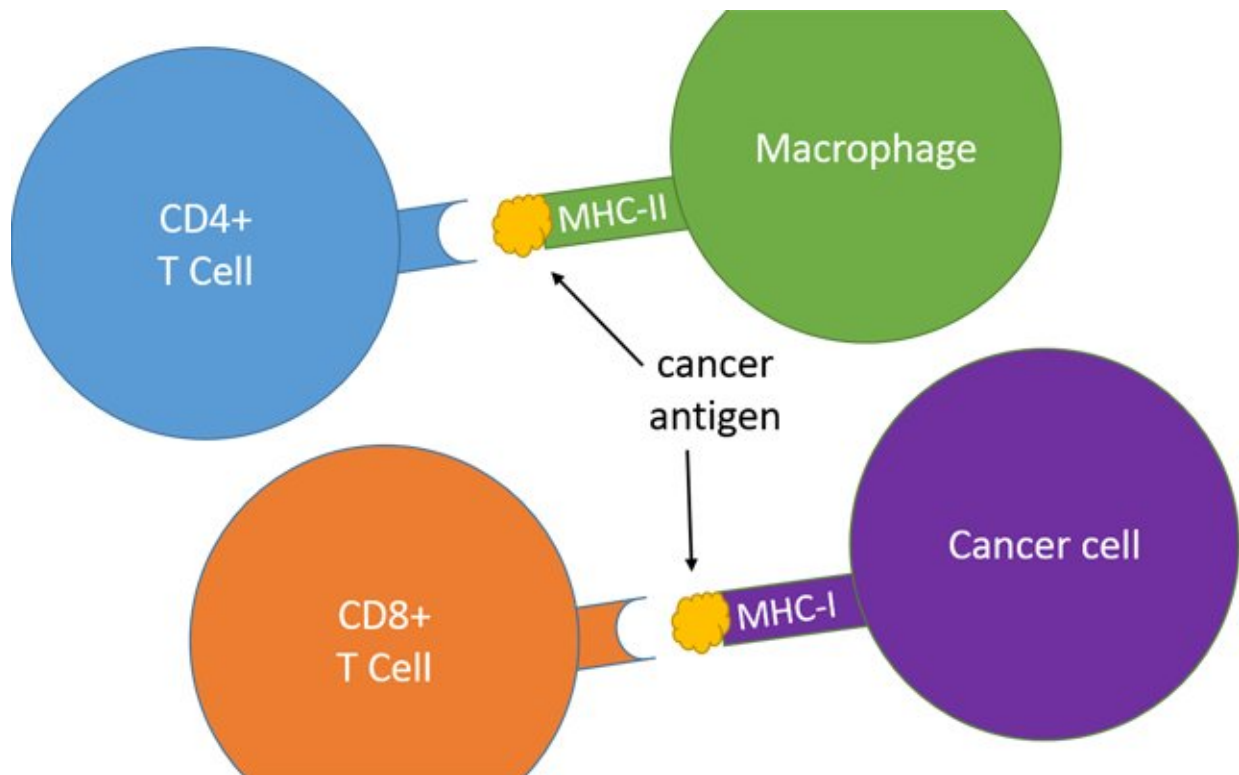 Macrophage
CD4+
T Cell
MHC-II
cancer
antigen
Cancer cell
CD8+
T Cell
MHC-I